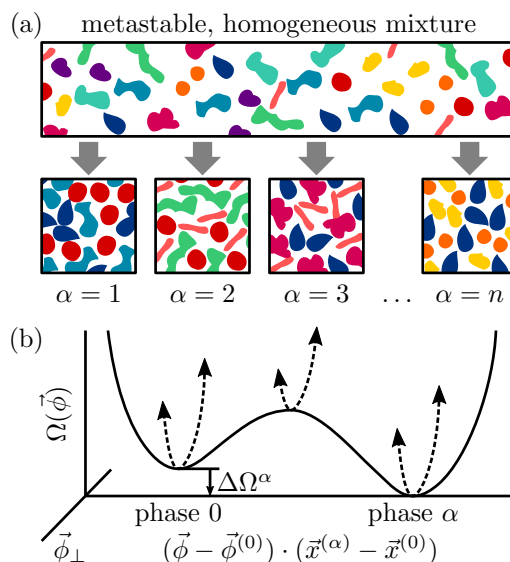 (a) metastable, homogeneous mixture
α = 1 α = 2 α = 3 ... α = n
(b)
Ω(ϕ⃗)
ΔΩ^α
phase 0 phase α
ϕ⃗_⊥ (ϕ⃗ − ϕ⃗^(0)) · (x⃗^(α) − x⃗^(0))